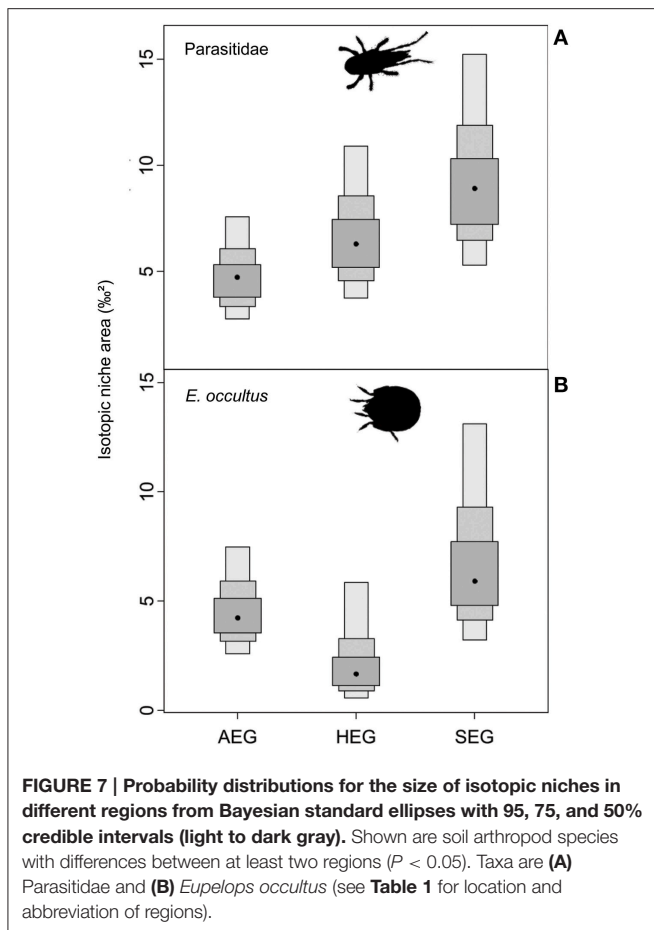 A
Parasitidae
15
10
5
Isotopic niche area (‰²)
B
E. occultus
15
10
5
0
AEG HEG SEG
FIGURE 7 | Probability distributions for the size of isotopic niches in
different regions from Bayesian standard ellipses with 95, 75, and 50%
credible intervals (light to dark gray). Shown are soil arthropod species
with differences between at least two regions (P < 0.05). Taxa are (A)
Parasitidae and (B) Eupelops occultus (see Table 1 for location and
abbreviation of regions).